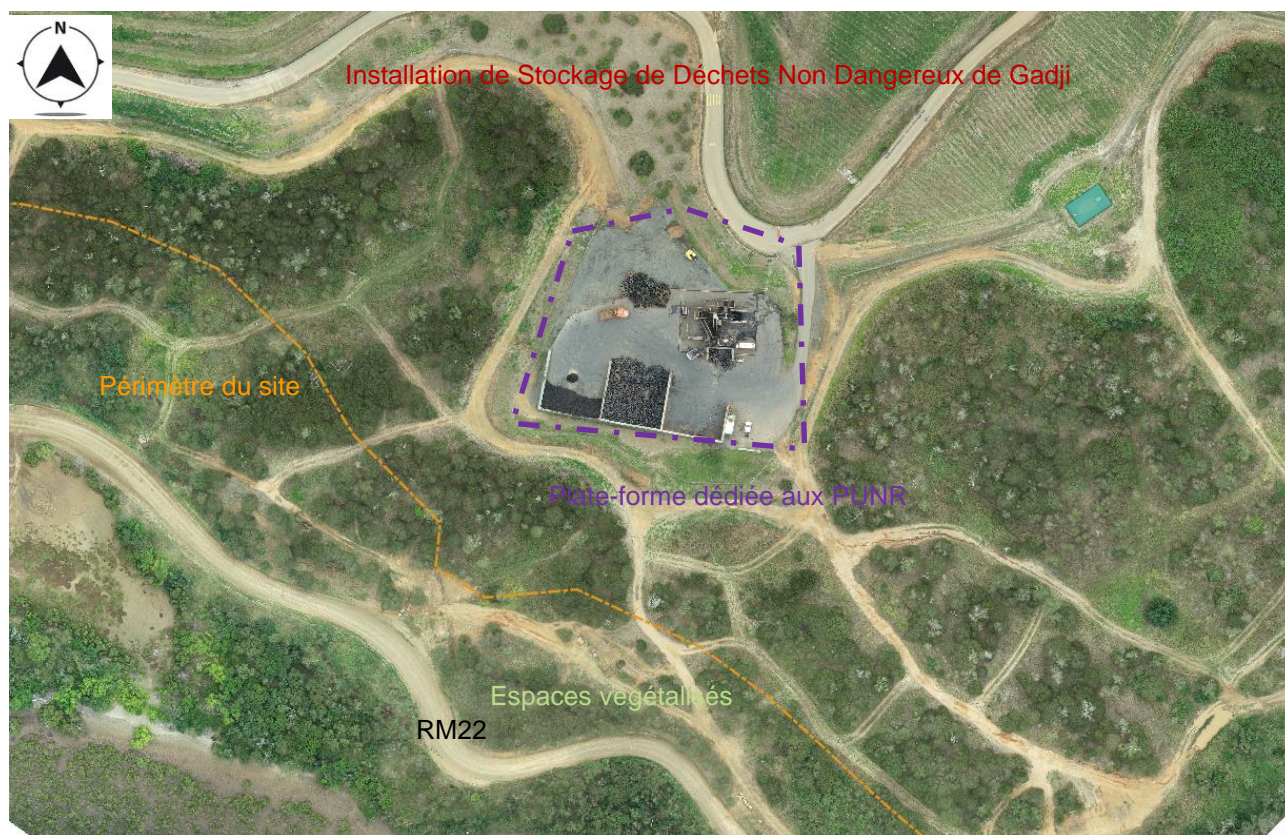 N
Installation de Stockage de Déchets Non Dangereux de Gadji
Périmètre du site
Plate-forme dédiée aux PUNR
Espaces végétalisés
RM22